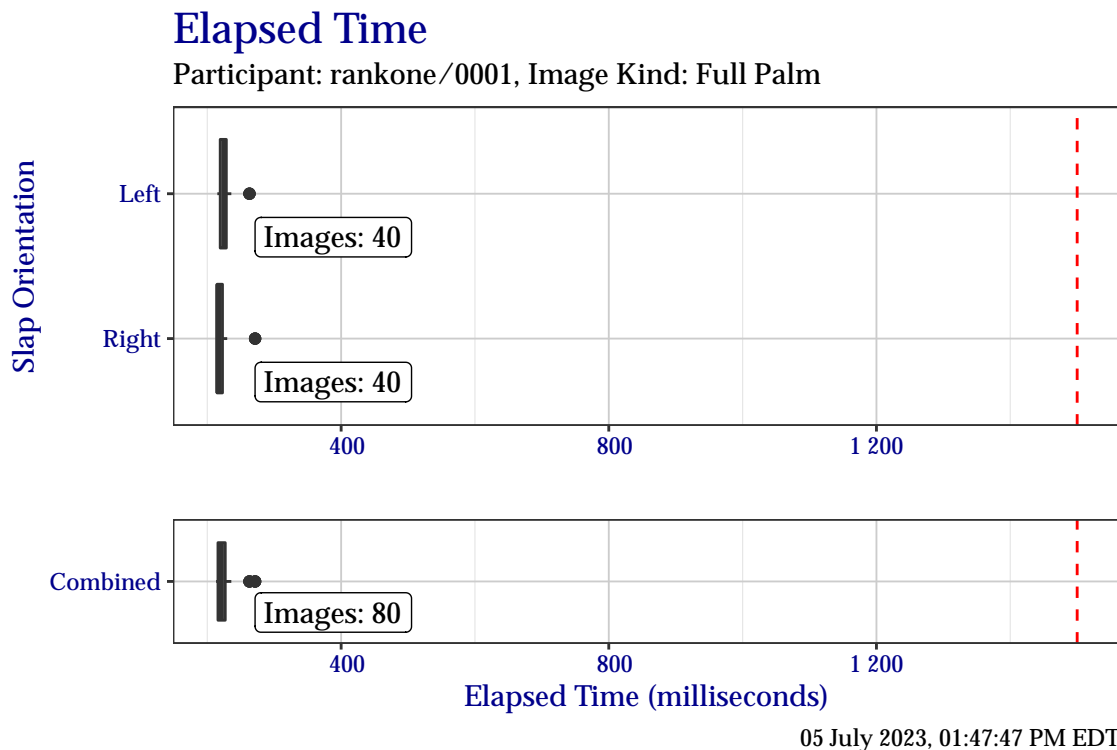 Elapsed Time
Participant: rankone/0001, Image Kind: Full Palm
Slap Orientation
Left
Images: 40
Right
Images: 40
400 800 1 200
Combined
Images: 80
400 800 1 200
Elapsed Time (milliseconds)
05 July 2023, 01:47:47 PM EDT